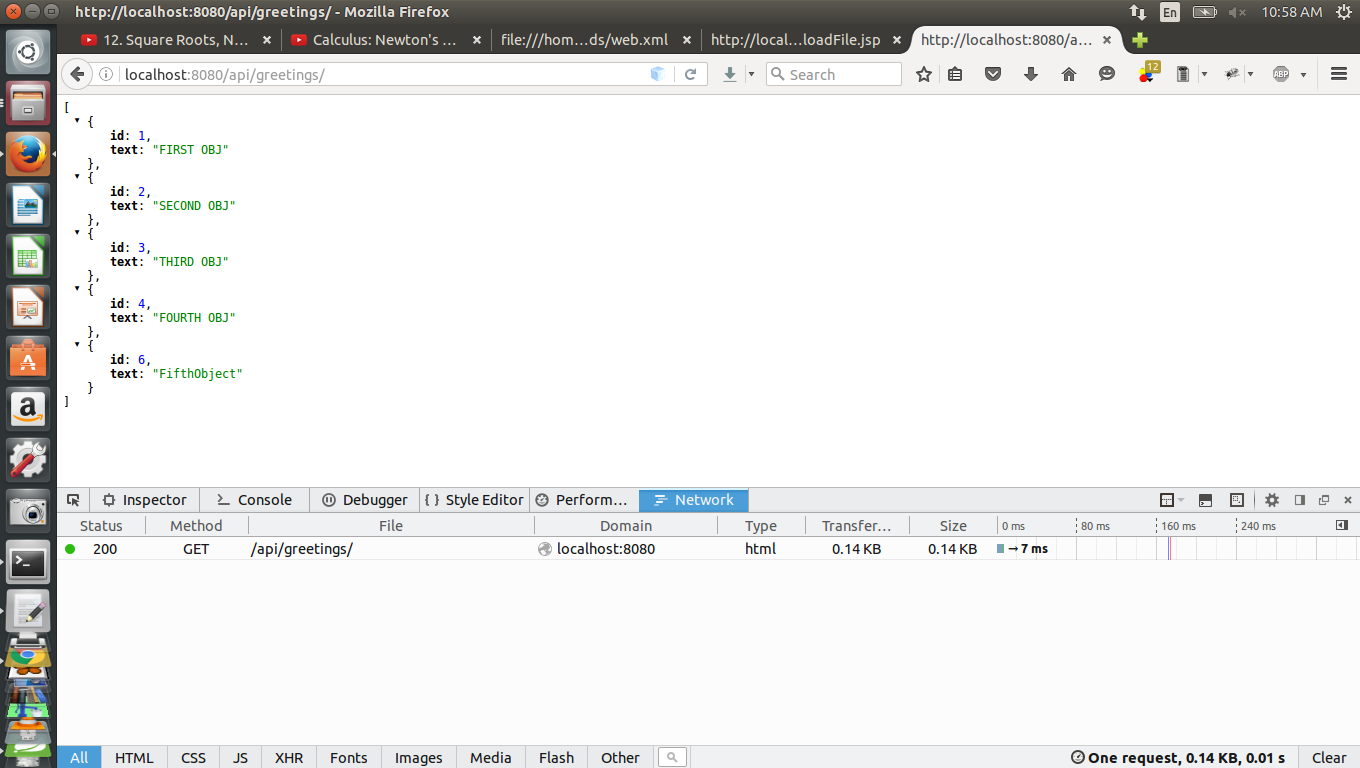 http://localhost:8080/api/greetings/ - Mozilla Firefox
En
10:58 AM
12. Square Roots, N... ×
Calculus: Newton's ... ×
file:///hom...ds/web.xml ×
http://local...loadFile.jsp ×
http://localhost:8080/a... ×
localhost:8080/api/greetings/
Search
12
ABP
[
{
id: 1,
text: "FIRST OBJ"
},
{
id: 2,
text: "SECOND OBJ"
},
{
id: 3,
text: "THIRD OBJ"
},
{
id: 4,
text: "FOURTH OBJ"
},
{
id: 6,
text: "FifthObject"
}
]
Inspector Console Debugger { } Style Editor Perform... Network
Status Method File Domain Type Transfer... Size 0 ms 80 ms 160 ms 240 ms
200 GET /api/greetings/ localhost:8080 html 0.14 KB 0.14 KB → 7 ms
All HTML CSS JS XHR Fonts Images Media Flash Other One request, 0.14 KB, 0.01 s Clear